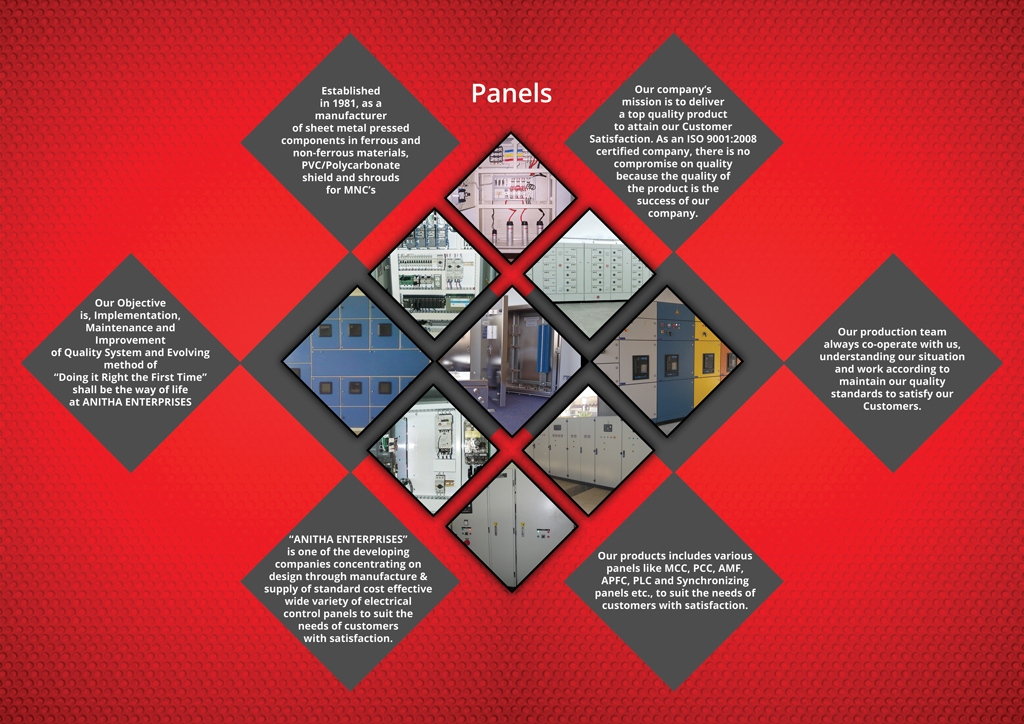 Panels
Established
in 1981, as a
manufacturer
of sheet metal pressed
components in ferrous and
non-ferrous materials,
PVC/Polycarbonate
shield and shrouds
for MNC's
Our company's
mission is to deliver
a top quality product
to attain our Customer
Satisfaction. As an ISO 9001:2008
certified company, there is no
compromise on quality
because the quality of
the product is the
success of our
company.
Our Objective
is, Implementation,
Maintenance and
Improvement
of Quality System and Evolving
method of
“Doing it Right the First Time”
shall be the way of life
at ANITHA ENTERPRISES
Our production team
always co-operate with us,
understanding our situation
and work according to
maintain our quality
standards to satisfy our
Customers.
“ANITHA ENTERPRISES”
is one of the developing
companies concentrating on
design through manufacture &
supply of standard cost effective
wide variety of electrical
control panels to suit the
needs of customers
with satisfaction.
Our products includes various
panels like MCC, PCC, AMF,
APFC, PLC and Synchronizing
panels etc., to suit the needs of
customers with satisfaction.